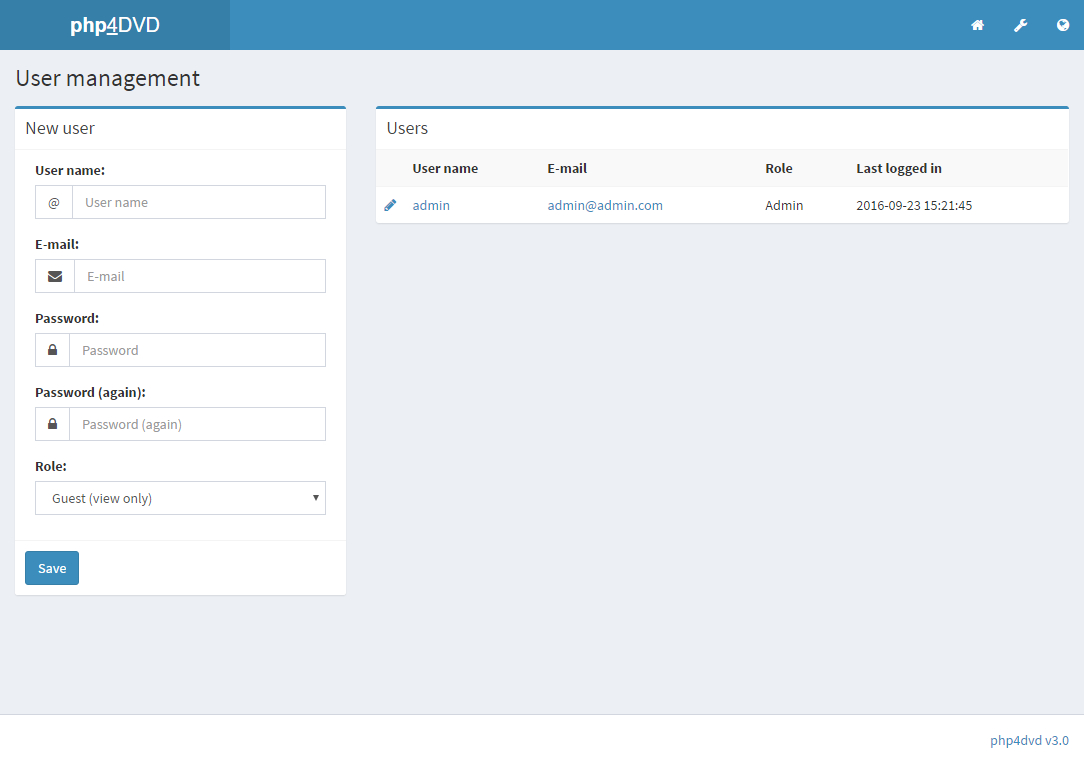 php4DVD
User management
New user
User name:
@ User name
E-mail:
E-mail
Password:
Password
Password (again):
Password (again)
Role:
Guest (view only)
Save
Users
User name E-mail Role Last logged in
admin admin@admin.com Admin 2016-09-23 15:21:45
php4dvd v3.0